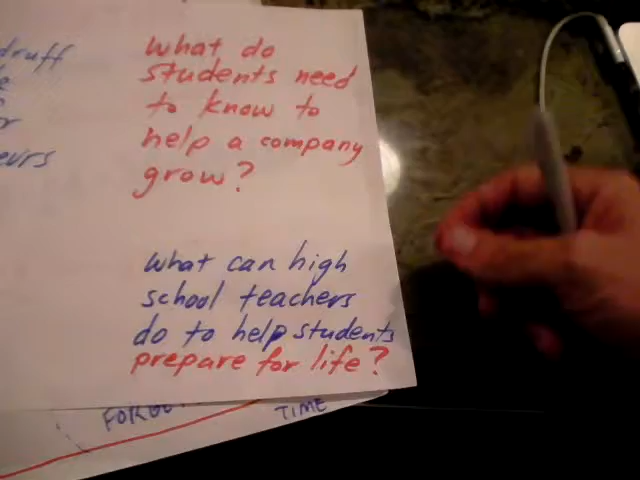 What do
students need
to know to
help a company
grow?
what can high
school teachers
do to help students
prepare for life?
TIME